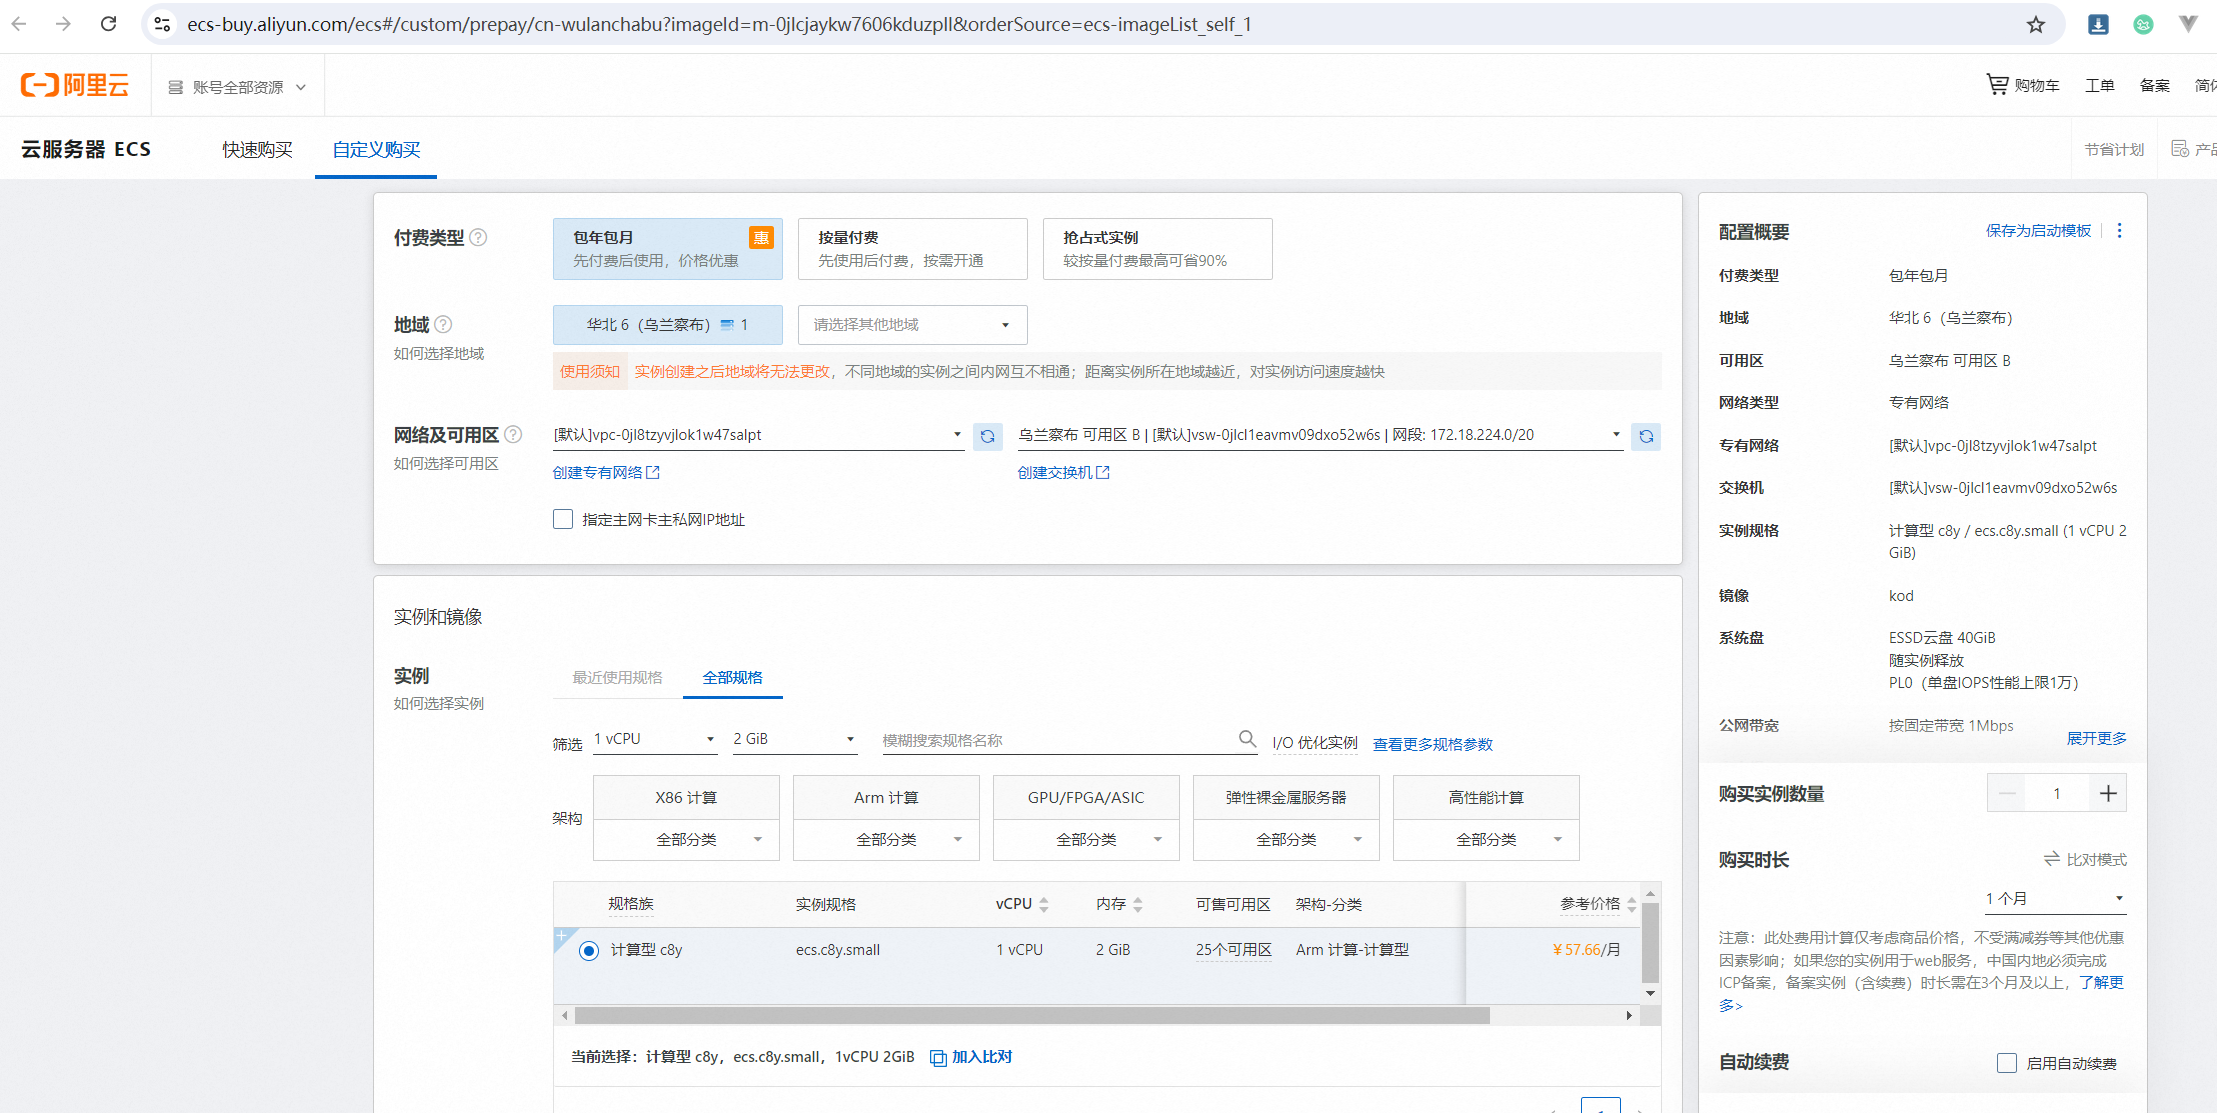 ecs-buy.aliyun.com/ecs#/custom/prepay/cn-wulanchabu?imageId=m-0jlcjaykw7606kduzpll&orderSource=ecs-imageList_self_1
阿里云
账号全部资源
购物车
工单
备案
简
云服务器 ECS
快速购买
自定义购买
节省计划
产品
付费类型
包年包月
惠
先付费后使用，价格优惠
按量付费
先使用后付费，按需开通
抢占式实例
较按量付费最高可省90%
地域
如何选择地域
华北 6（乌兰察布）
1
请选择其他地域
使用须知
实例创建之后地域将无法更改，不同地域的实例之间内网互不相通；距离实例所在地域越近，对实例访问速度越快
网络及可用区
如何选择可用区
[默认]vpc-0jl8tzyvjlok1w47salpt
乌兰察布 可用区 B | [默认]vsw-0jlcl1eavmv09dxo52w6s | 网段: 172.18.224.0/20
创建专有网络
创建交换机
指定主网卡主私网IP地址
实例和镜像
实例
如何选择实例
最近使用规格
全部规格
筛选
1 vCPU
2 GiB
模糊搜索规格名称
I/O 优化实例
查看更多规格参数
架构
X86 计算
Arm 计算
GPU/FPGA/ASIC
弹性裸金属服务器
高性能计算
全部分类
全部分类
全部分类
全部分类
全部分类
规格族
实例规格
vCPU
内存
可售可用区
架构-分类
参考价格
计算型 c8y
ecs.c8y.small
1 vCPU
2 GiB
25个可用区
Arm 计算-计算型
¥ 57.66/月
当前选择：计算型 c8y，ecs.c8y.small，1vCPU 2GiB
加入比对
配置概要
保存为启动模板
付费类型
包年包月
地域
华北 6（乌兰察布）
可用区
乌兰察布 可用区 B
网络类型
专有网络
专有网络
[默认]vpc-0jl8tzyvjlok1w47salpt
交换机
[默认]vsw-0jlcl1eavmv09dxo52w6s
实例规格
计算型 c8y / ecs.c8y.small (1 vCPU 2
GiB)
镜像
kod
系统盘
ESSD云盘 40GiB
随实例释放
PL0（单盘IOPS性能上限1万）
公网带宽
按固定带宽 1Mbps
展开更多
购买实例数量
1
购买时长
比对模式
1 个月
注意：此处费用计算仅考虑商品价格，不受满减券等其他优惠
因素影响；如果您的实例用于web服务，中国内地必须完成
ICP备案，备案实例（含续费）时长需在3个月及以上，了解更
多>
自动续费
启用自动续费